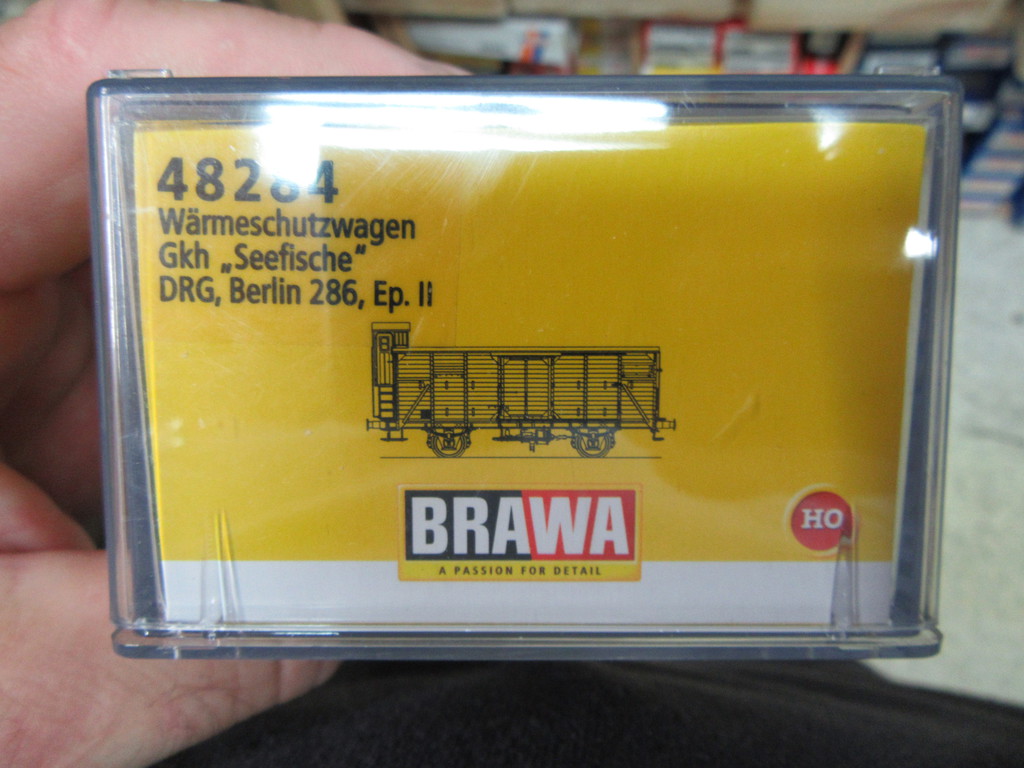 48284
Wärmeschutzwagen
Gkh „Seefische“
DRG, Berlin 286, Ep. II
BRAWA
A PASSION FOR DETAIL
HO